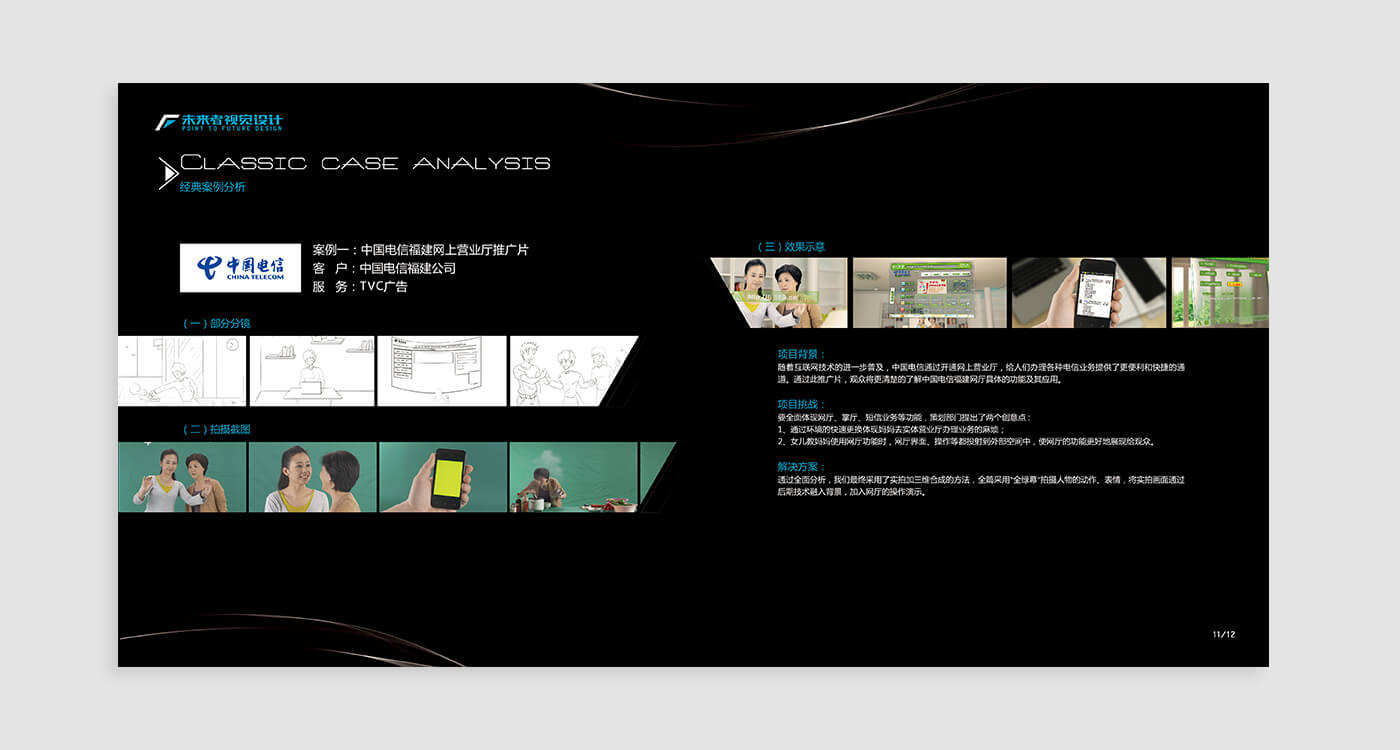 未来者视觉设计
POINT TO FUTURE DESIGN
CLASSIC CASE ANALYSIS
经典案例分析
中国电信
CHINA TELECOM
案例一：中国电信福建网上营业厅推广片
客 户：中国电信福建公司
服 务：TVC广告
（一）部分分镜
（二）拍摄截图
（三）效果示意
项目背景：
随着互联网技术的进一步普及，中国电信通过开通网上营业厅，给人们办理各种电信业务提供了更便利和快捷的通
道。通过此推广片，观众将更清楚的了解中国电信福建网厅具体的功能及其应用。
项目挑战：
要全面体现网厅、掌厅、短信业务等功能，策划部门提出了两个创意点：
1、通过环境的快速更换体现妈妈去实体营业厅办理业务的麻烦；
2、女儿教妈妈使用网厅功能时，网厅界面、操作等都投射到外部空间中，使网厅的功能更好地展现给观众。
解决方案：
通过全面分析，我们最终采用了实拍加三维合成的方法，全篇采用“全绿幕”拍摄人物的动作、表情，将实拍画面通过
后期技术融入背景，加入网厅的操作演示。
11/12